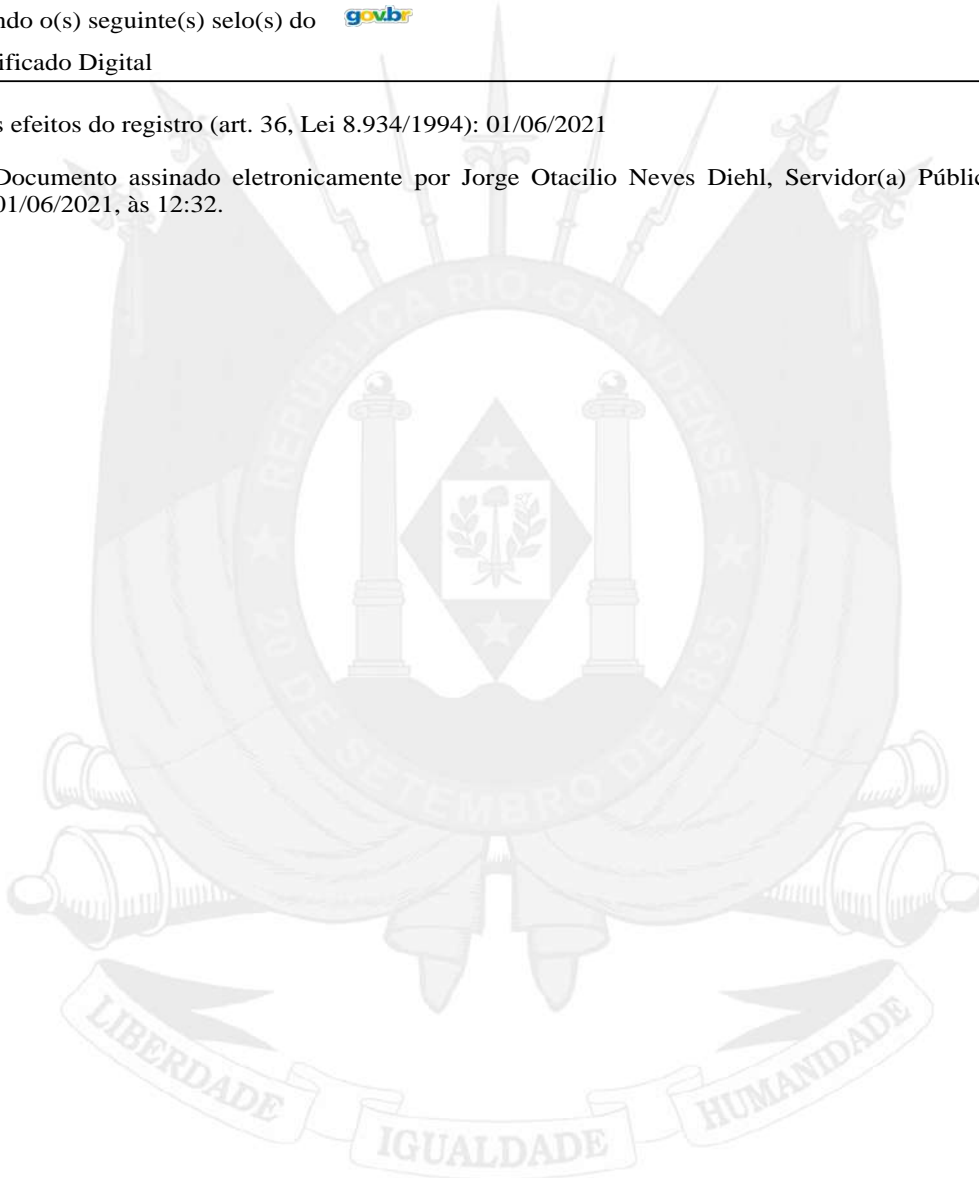 ndo o(s) seguinte(s) selo(s) do gov.br
ificado Digital
s efeitos do registro (art. 36, Lei 8.934/1994): 01/06/2021
Documento assinado eletronicamente por Jorge Otacilio Neves Diehl, Servidor(a) Públic
01/06/2021, às 12:32.
REPÚBLICA RIO-GRANDENSE
20 DE SETEMBRO DE 1835
LIBERDADE
IGUALDADE
HUMANIDADE